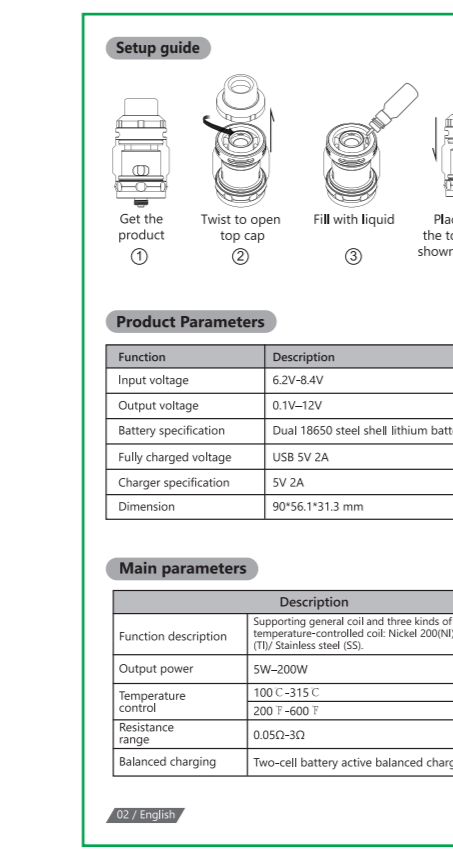 Setup guide
Get the
product
①
Twist to open
top cap
②
Fill with liquid
③
the
shown
Product Parameters
Function Description
Input voltage 6.2V-8.4V
Output voltage 0.1V–12V
Battery specification Dual 18650 steel shell lithium
Fully charged voltage USB 5V 2A
Charger specification 5V 2A
Dimension 90*56.1*31.3 mm
Main parameters
Description
Function description
Supporting general coil and three kinds of
temperature-controlled coil: Nickel 200(NI)
(TI)/ Stainless steel (SS).
Output power 5W–200W
Temperature
control
100 C -315 C
200 F -600 F
Resistance
range
0.05Ω-3Ω
Balanced charging Two-cell battery active balanced
02 / English